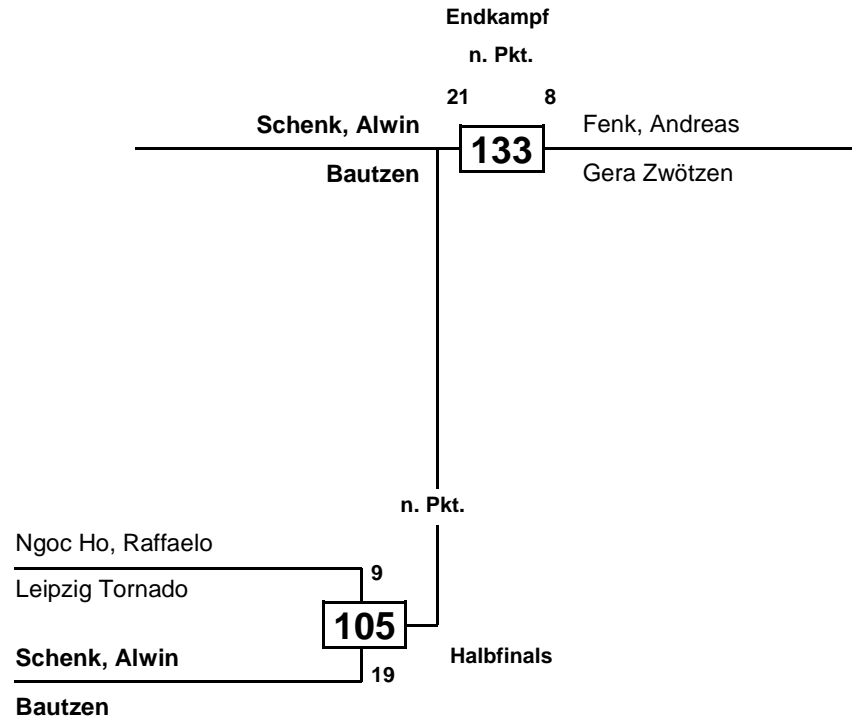 Endkampf
n. Pkt.
21 8
Schenk, Alwin 133 Fenk, Andreas
Bautzen Gera Zwötzen
n. Pkt.
Ngoc Ho, Raffaelo
9
Leipzig Tornado
105
Schenk, Alwin Halbfinals
19
Bautzen